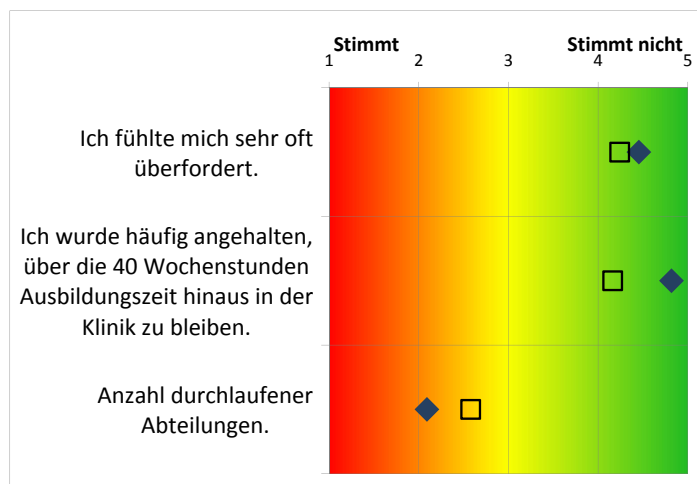 Stimmt Stimmt nicht
1 2 3 4 5
Ich fühlte mich sehr oft
überfordert.
Ich wurde häufig angehalten,
über die 40 Wochenstunden
Ausbildungszeit hinaus in der
Klinik zu bleiben.
Anzahl durchlaufener
Abteilungen.